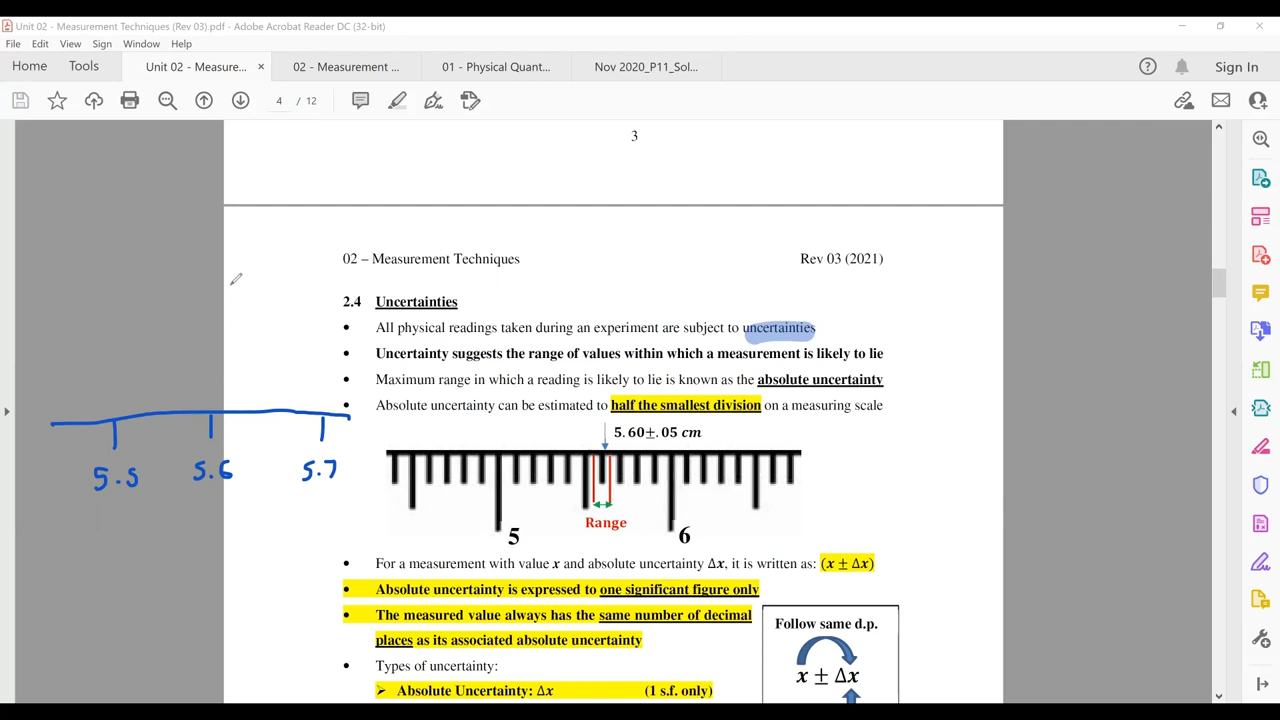 Unit 02 - Measurement Techniques (Rev 03).pdf - Adobe Acrobat Reader DC (32-bit)
File Edit View Sign Window Help
Home Tools Unit 02 - Measure... × 02 - Measurement ... 01 - Physical Quant... Nov 2020_P11_Sol... Sign In
4 / 12
3
02 – Measurement Techniques Rev 03 (2021)
2.4 Uncertainties
• All physical readings taken during an experiment are subject to uncertainties
• Uncertainty suggests the range of values within which a measurement is likely to lie
• Maximum range in which a reading is likely to lie is known as the absolute uncertainty
• Absolute uncertainty can be estimated to half the smallest division on a measuring scale
5.60±.05 cm
5.5 5.6 5.7
Range
5 6
• For a measurement with value x and absolute uncertainty Δx, it is written as: (x ± Δx)
• Absolute uncertainty is expressed to one significant figure only
• The measured value always has the same number of decimal
places as its associated absolute uncertainty
Follow same d.p.
x ± Δx
• Types of uncertainty:
➢ Absolute Uncertainty: Δx (1 s.f. only)